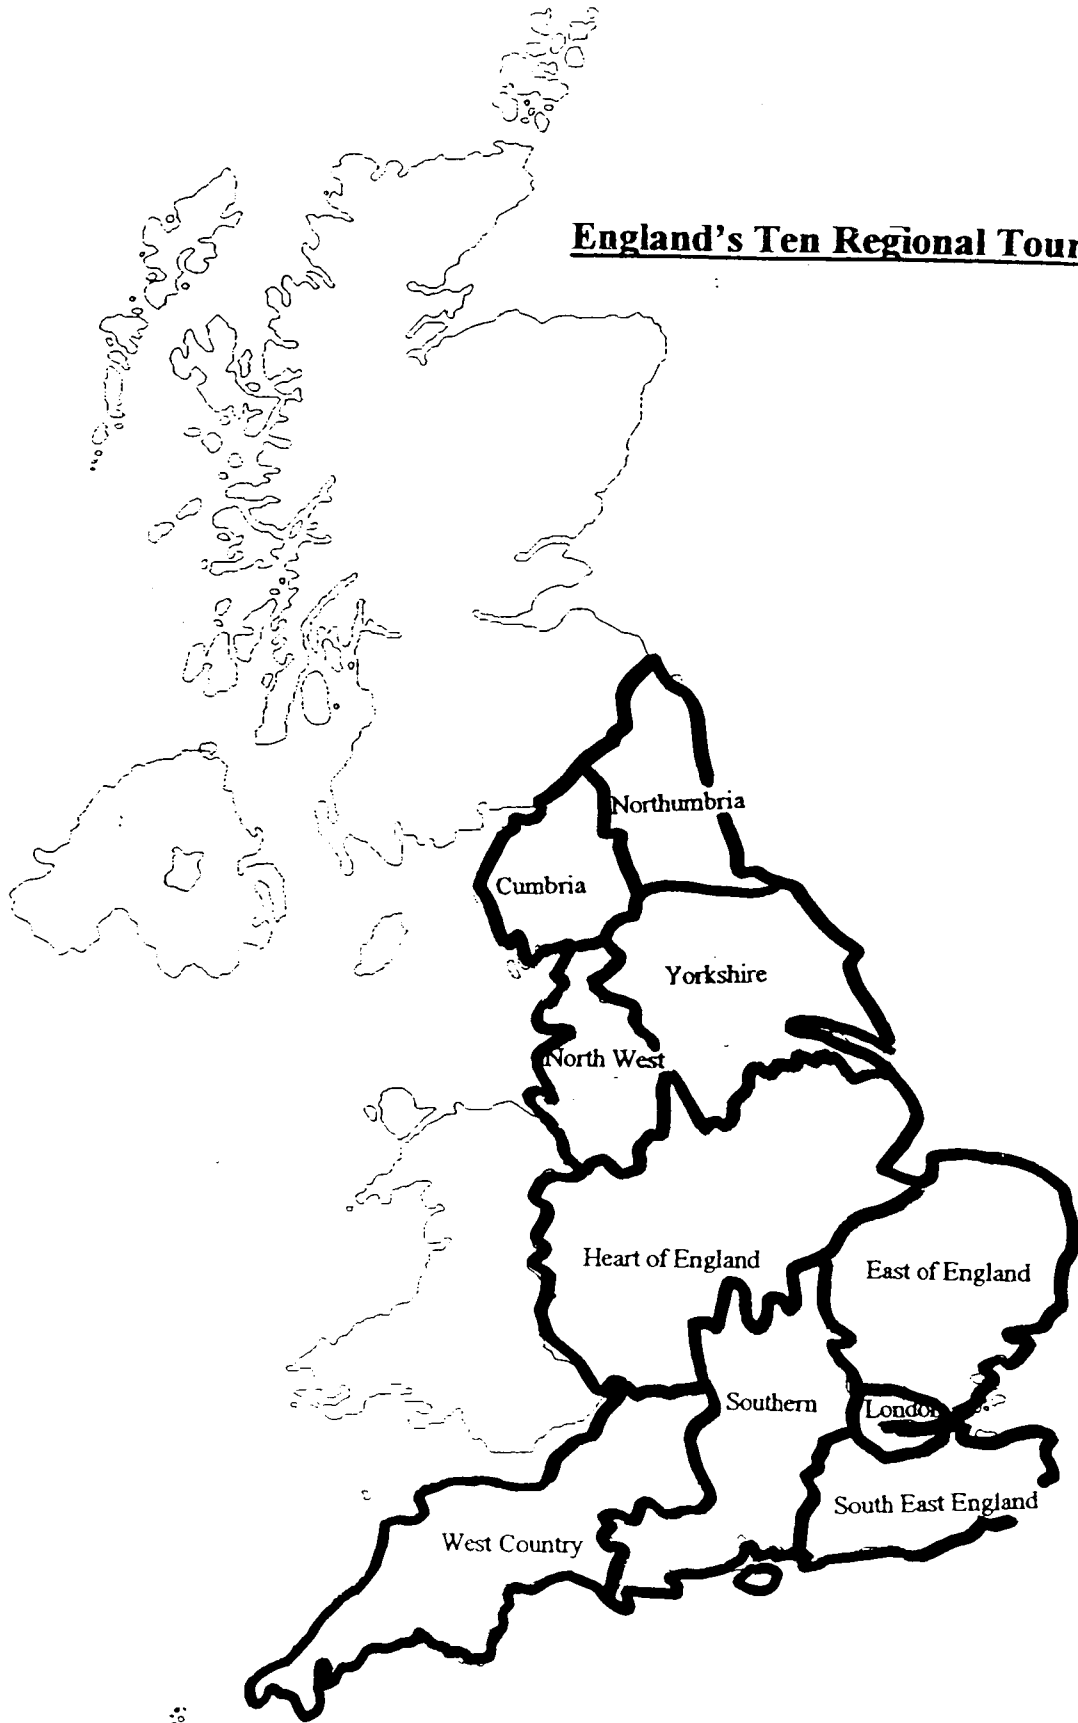 England's Ten Regional Tour
Northumbria
Cumbria
Yorkshire
North West
Heart of England
East of England
Southern
London
South East England
West Country